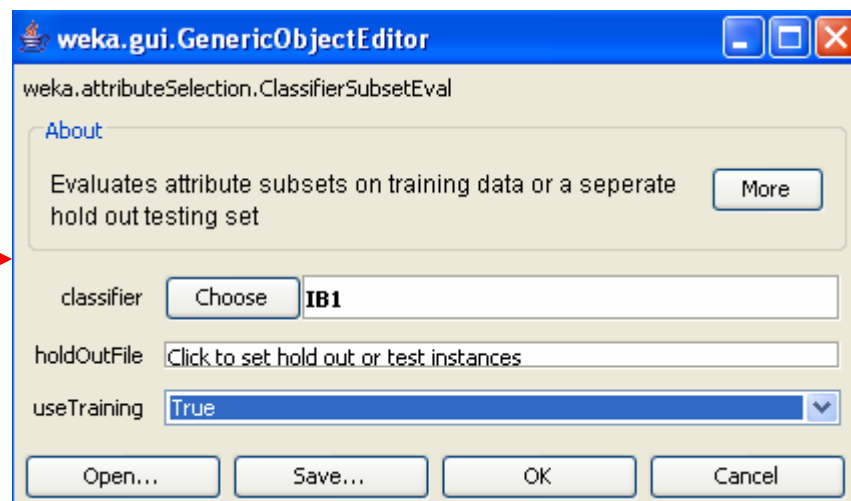 weka.gui.GenericObjectEditor
weka.attributeSelection.ClassifierSubsetEval
About
Evaluates attribute subsets on training data or a seperate
hold out testing set
More
classifier
Choose
IB1
holdOutFile
Click to set hold out or test instances
useTraining
True
Open...
Save...
OK
Cancel